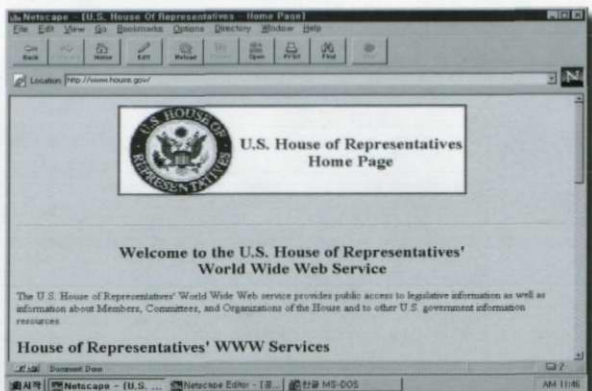 Netscape - [U.S. House Of Representatives - Home Page]
File Edit View Go Bookmarks Options Directory Window Help
Back Home Edit Reload Open Print Find
Location: http://www.house.gov/
N
U.S. HOUSE OF REPRESENTATIVES
U.S. House of Representatives
Home Page
Welcome to the U.S. House of Representatives'
World Wide Web Service
The U.S. House of Representatives' World Wide Web service provides public access to legislative information as well as
information about Members, Committees, and Organizations of the House and to other U.S. government information
resources.
House of Representatives' WWW Services
Document Done
시작 Netscape - [U.S. ... Netscape Editor - [ 한글 MS-DOS AM 11:46